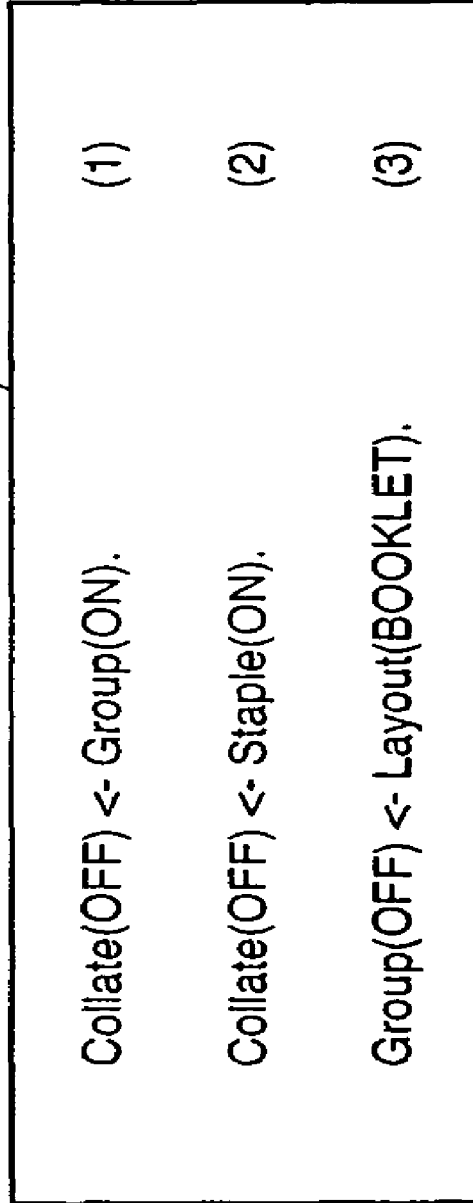 Collate(OFF) <- Group(ON). (1)
Collate(OFF) <- Staple(ON). (2)
Group(OFF) <- Layout(BOOKLET). (3)